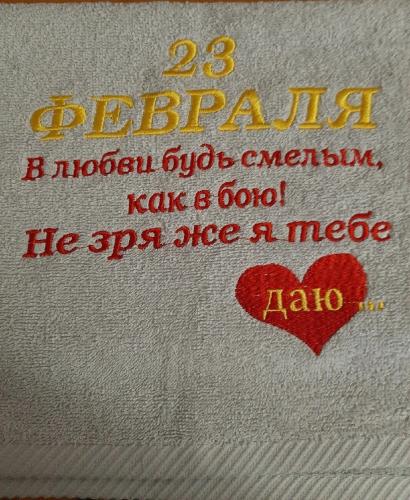 23
ФЕВРАЛЯ
В любви будь смелым,
как в бою!
Не зря же я тебе
даю ...